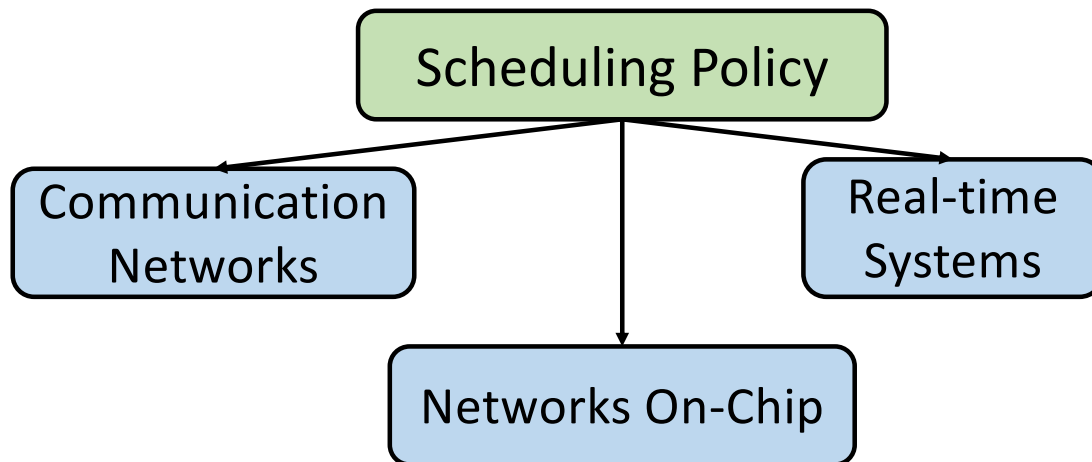 Scheduling Policy
Communication
Networks
Real-time
Systems
Networks On-Chip